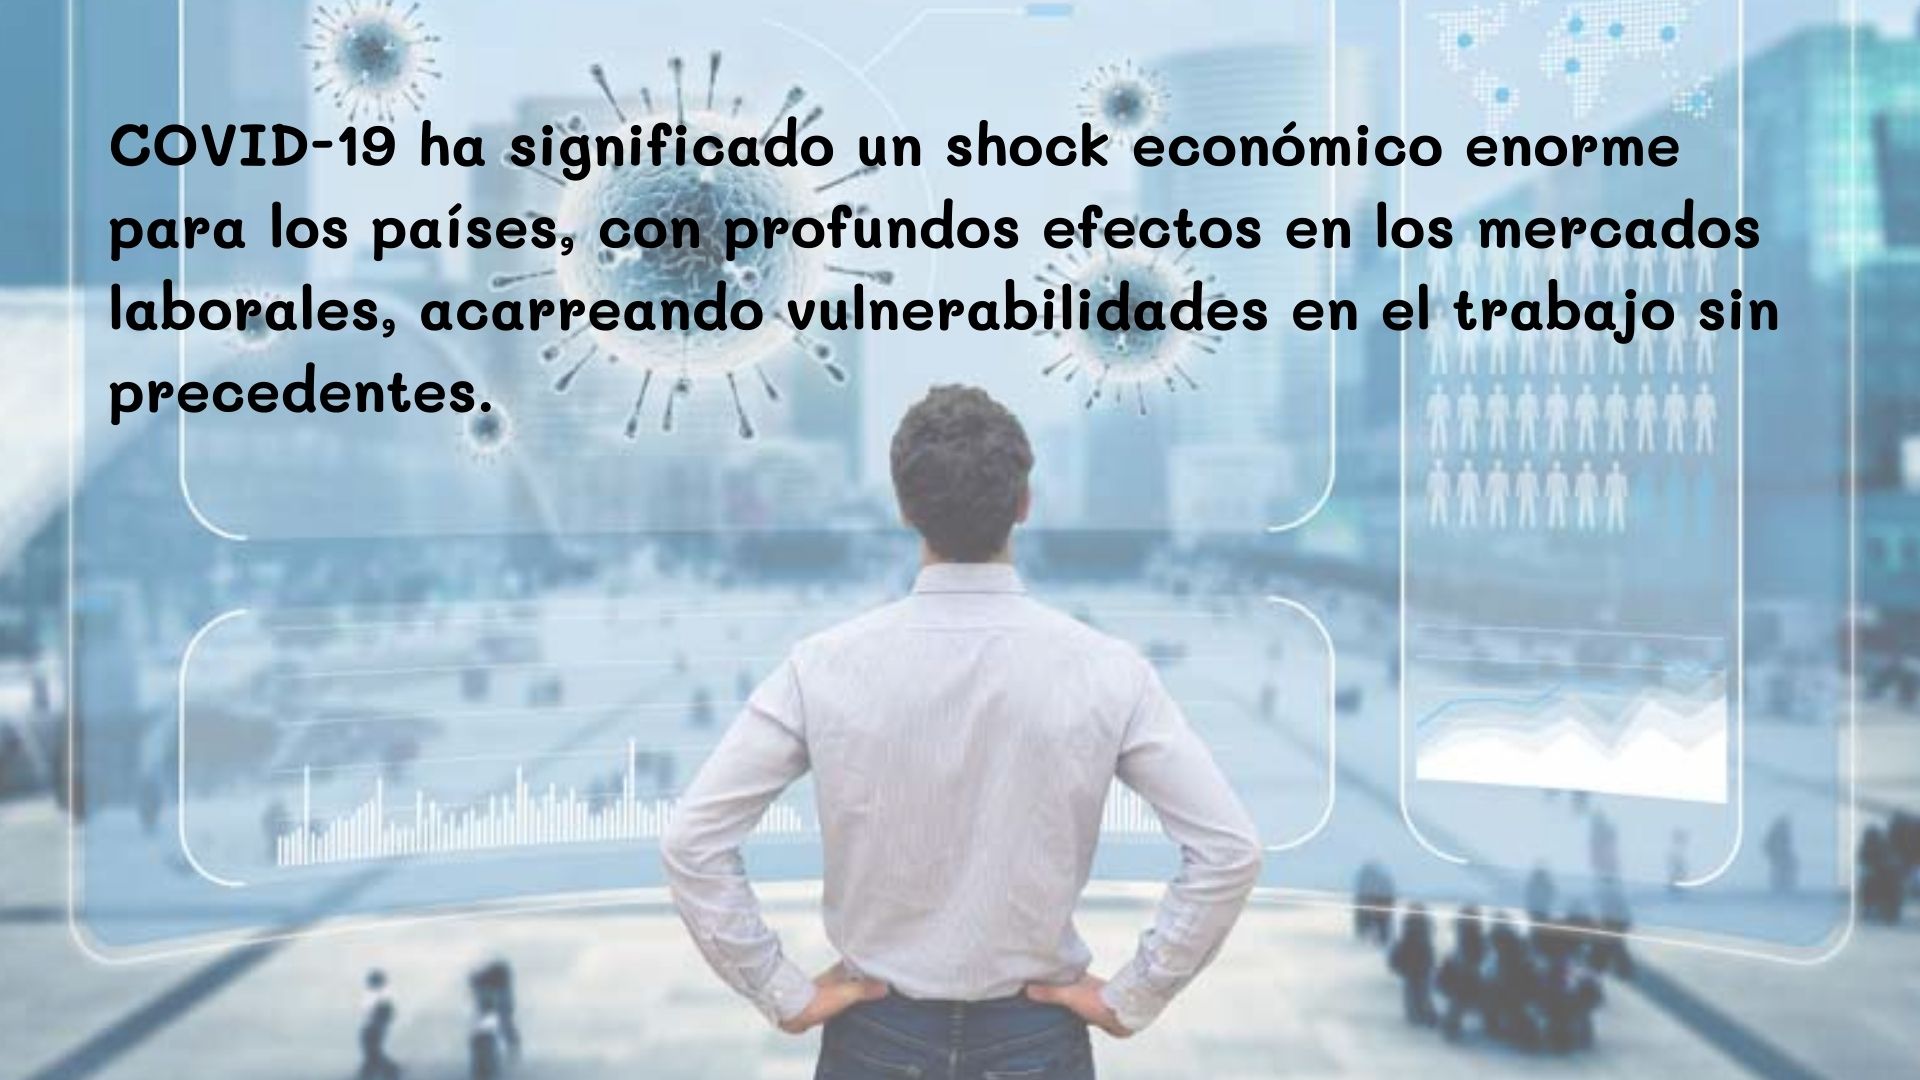 COVID-19 ha significado un shock económico enorme
para los países, con profundos efectos en los mercados
laborales, acarreando vulnerabilidades en el trabajo sin
precedentes.